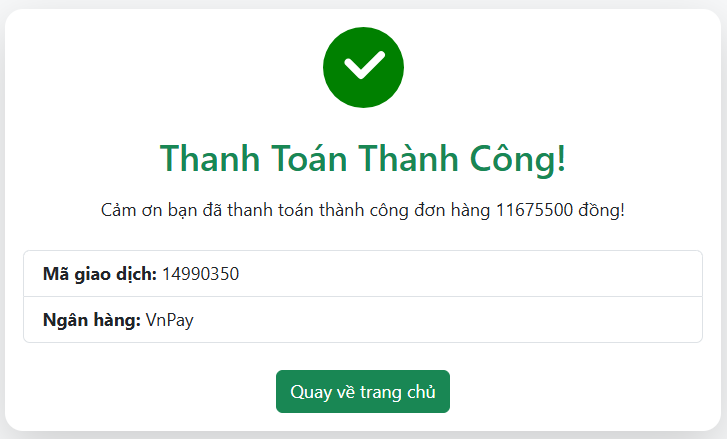 Thanh Toán Thành Công!
Cảm ơn bạn đã thanh toán thành công đơn hàng 11675500 đồng!
Mã giao dịch: 14990350
Ngân hàng: VnPay
Quay về trang chủ